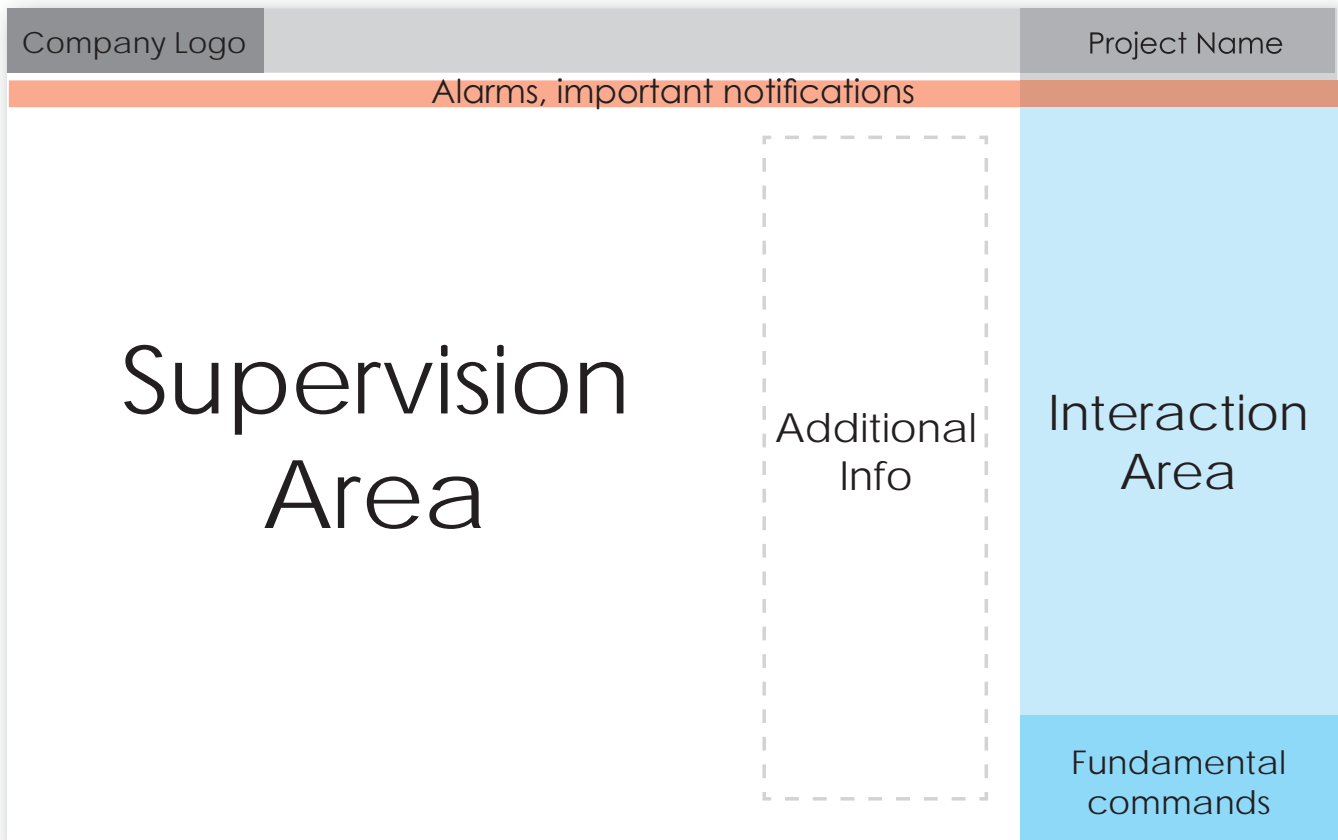 Company Logo
Project Name
Alarms, important notifications
Supervision
Area
Additional
Info
Interaction
Area
Fundamental
commands